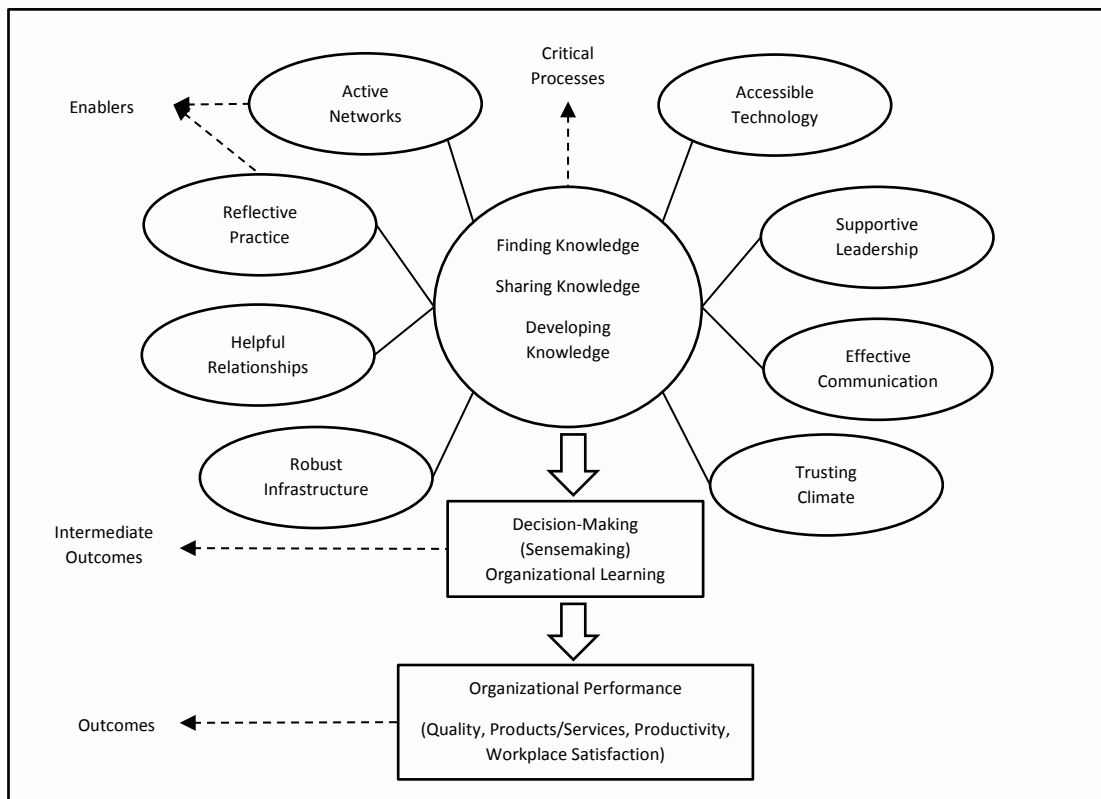 Critical
Processes
Enablers
Active
Networks
Accessible
Technology
Reflective
Practice
Finding Knowledge
Sharing Knowledge
Developing
Knowledge
Supportive
Leadership
Helpful
Relationships
Effective
Communication
Robust
Infrastructure
Trusting
Climate
Intermediate
Outcomes
Decision-Making
(Sensemaking)
Organizational Learning
Outcomes
Organizational Performance
(Quality, Products/Services, Productivity,
Workplace Satisfaction)